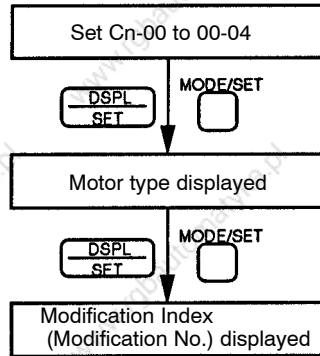 Set Cn-00 to 00-04
DSPL
SET
MODE/SET
Motor type displayed
DSPL
SET
MODE/SET
Modification Index
(Modification No.) displayed